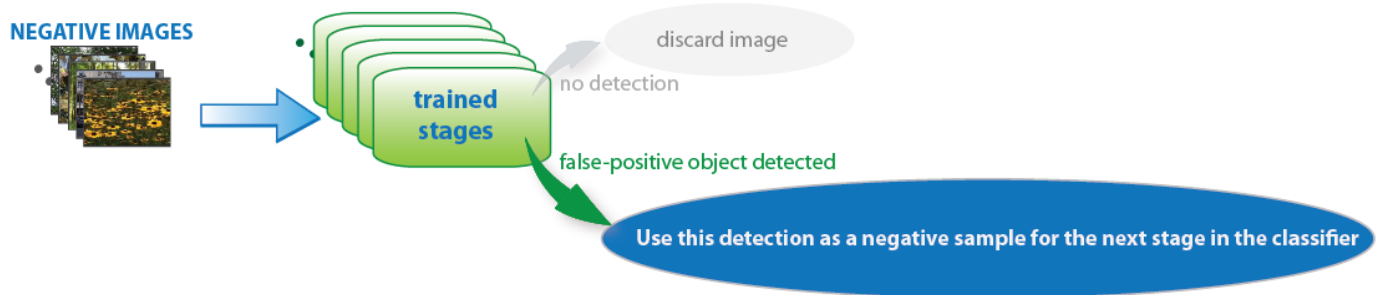 NEGATIVE IMAGES
discard image
no detection
trained
stages
false-positive object detected
Use this detection as a negative sample for the next stage in the classifier